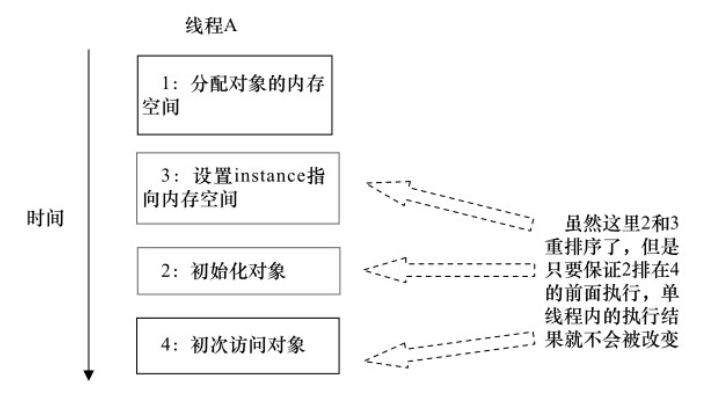 线程A
1：分配对象的内存
空间
3：设置instance指
向内存空间
时间
2：初始化对象
4：初次访问对象
虽然这里2和3
重排序了，但是
只要保证2排在4
的前面执行，单
线程内的执行结
果就不会被改变